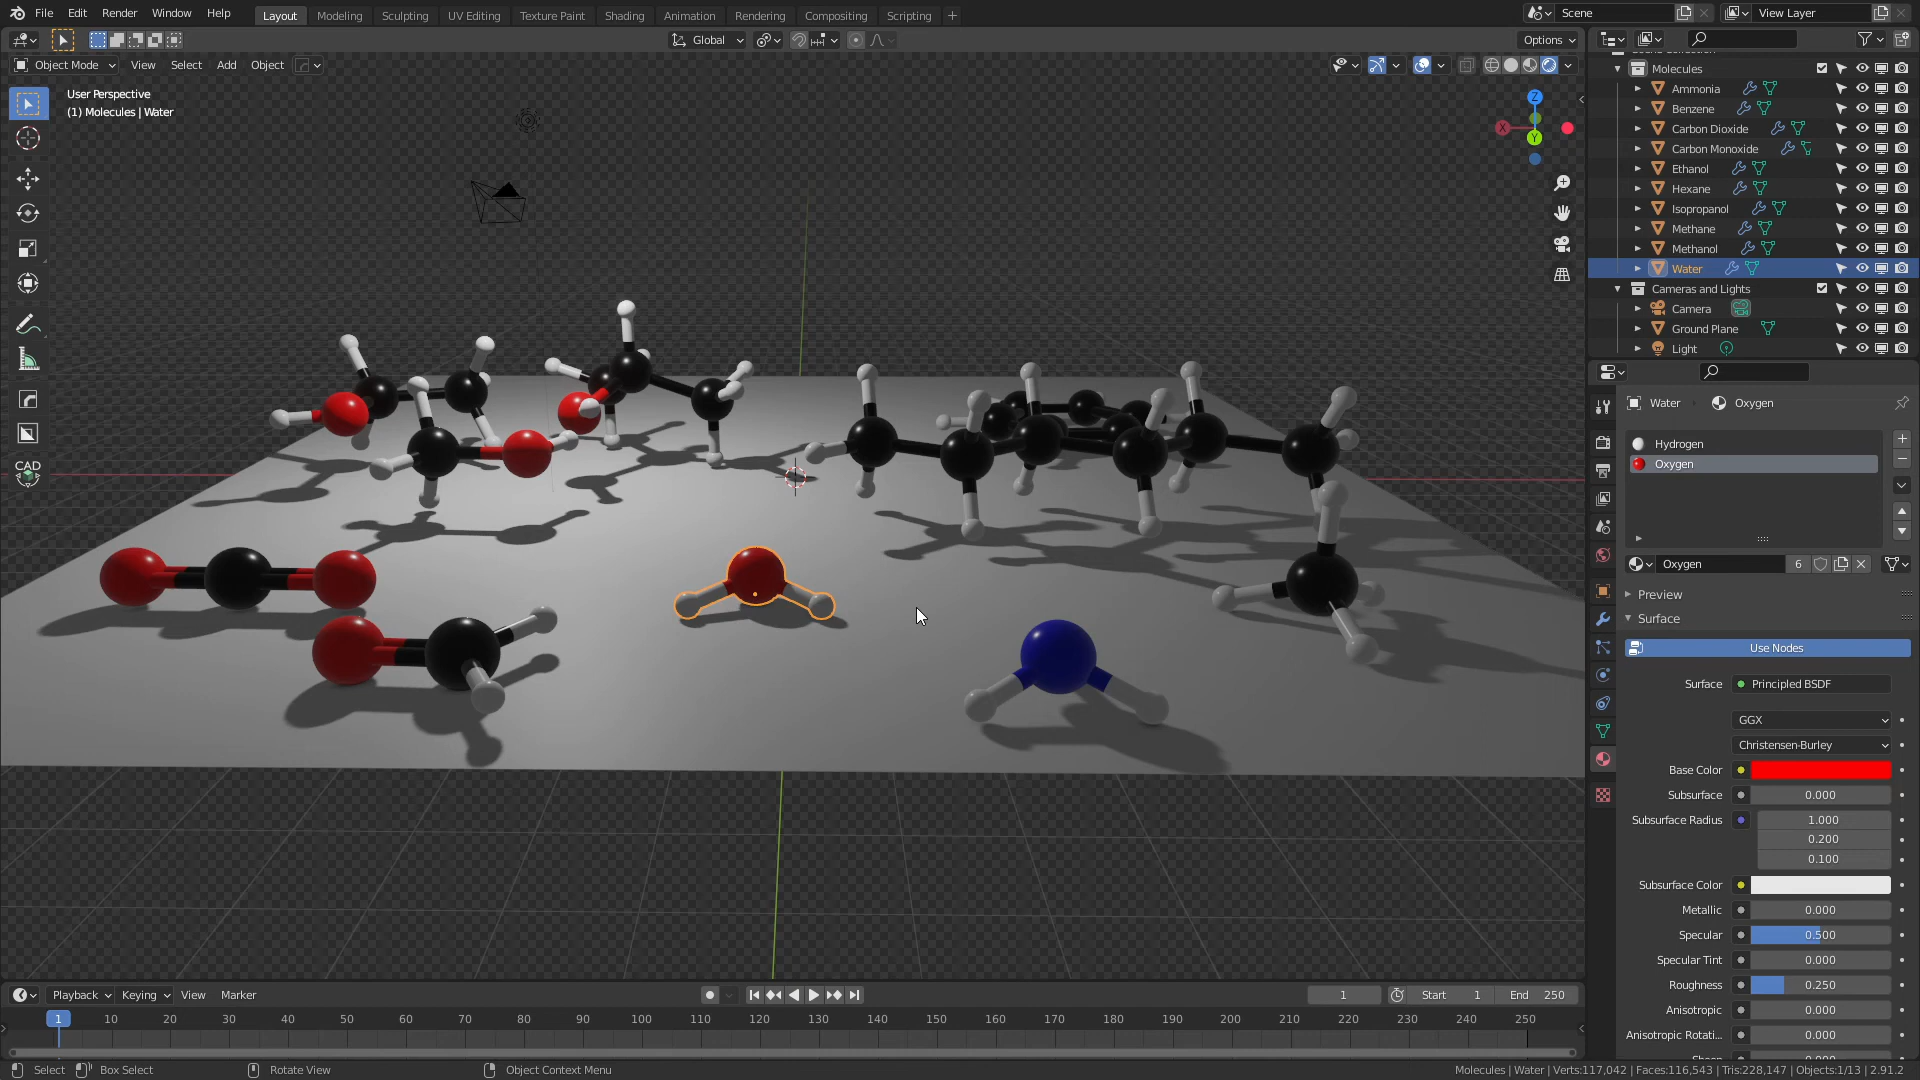 File Edit Render Window Help
Layout Modeling Sculpting UV Editing Texture Paint Shading Animation Rendering Compositing Scripting +
Scene
View Layer
Global
Options
Object Mode View Select Add Object
User Perspective
(1) Molecules | Water
Z
X
Y
CAD
Molecules
Ammonia
Benzene
Carbon Dioxide
Carbon Monoxide
Ethanol
Hexane
Isopropanol
Methane
Methanol
Water
Cameras and Lights
Camera
Ground Plane
Light
Water Oxygen
Hydrogen
Oxygen
Oxygen 6
Preview
Surface
Use Nodes
Surface Principled BSDF
GGX
Christensen-Burley
Base Color
Subsurface 0.000
Subsurface Radius 1.000
0.200
0.100
Subsurface Color
Metallic 0.000
Specular 0.500
Specular Tint 0.000
Roughness 0.250
Anisotropic 0.000
Anisotropic Rotati... 0.000
Playback Keying View Marker
1 Start 1 End 250
1 10 20 30 40 50 60 70 80 90 100 110 120 130 140 150 160 170 180 190 200 210 220 230 240 250
Select Box Select Rotate View Object Context Menu
Molecules | Water | Verts:117,042 | Faces:116,543 | Tris:228,147 | Objects:1/13 | 2.91.2